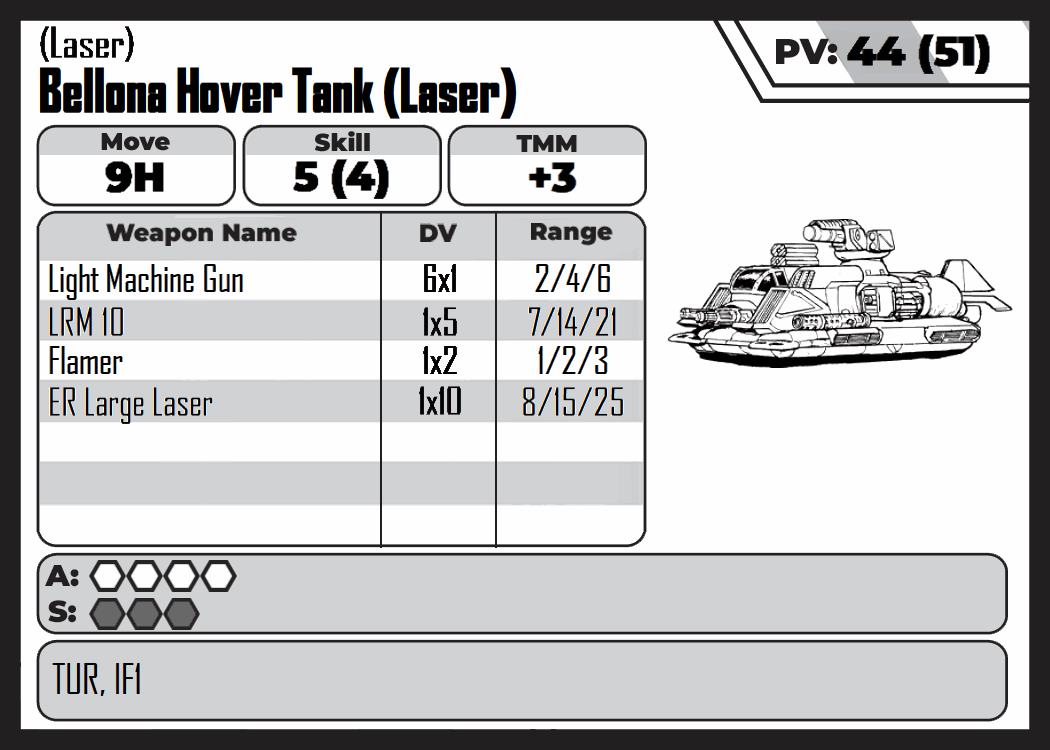 (Laser)
Bellona Hover Tank (Laser)
PV: 44 (51)
Move Skill TMM
9H 5 (4) +3
Weapon Name DV Range
Light Machine Gun 6x1 2/4/6
LRM 10 1x5 7/14/21
Flamer 1x2 1/2/3
ER Large Laser 1x10 8/15/25
A:
S:
TUR, IF1